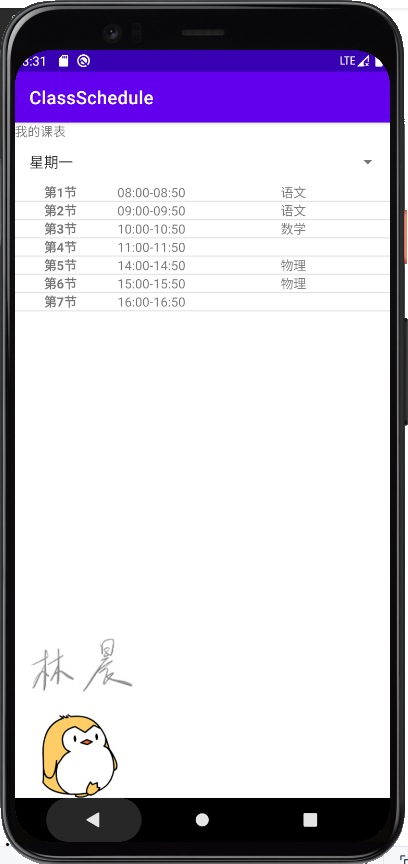 3:31 LTE
ClassSchedule
我的课表
星期一
第1节 08:00-08:50 语文
第2节 09:00-09:50 语文
第3节 10:00-10:50 数学
第4节 11:00-11:50
第5节 14:00-14:50 物理
第6节 15:00-15:50 物理
第7节 16:00-16:50
林晨